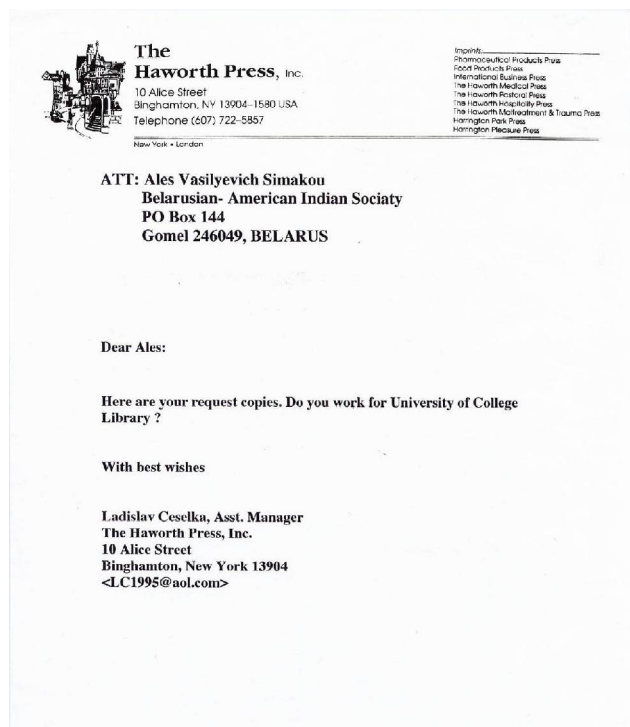 The
Haworth Press, Inc.
10 Alice Street
Binghamton, NY 13904-1580 USA
Telephone (607) 722-5857
New York • London
Imprints:
Pharmaceutical Products Press
Food Products Press
International Business Press
The Haworth Medical Press
The Haworth Pastoral Press
The Haworth Hospitality Press
The Haworth Maltreatment & Trauma Press
Harrington Park Press
Harrington Pleasure Press
ATT: Ales Vasilyevich Simakou
Belarusian- American Indian Sociaty
PO Box 144
Gomel 246049, BELARUS
Dear Ales:
Here are your request copies. Do you work for University of College
Library ?
With best wishes
Ladislav Ceselka, Asst. Manager
The Haworth Press, Inc.
10 Alice Street
Binghamton, New York 13904
<LC1995@aol.com>